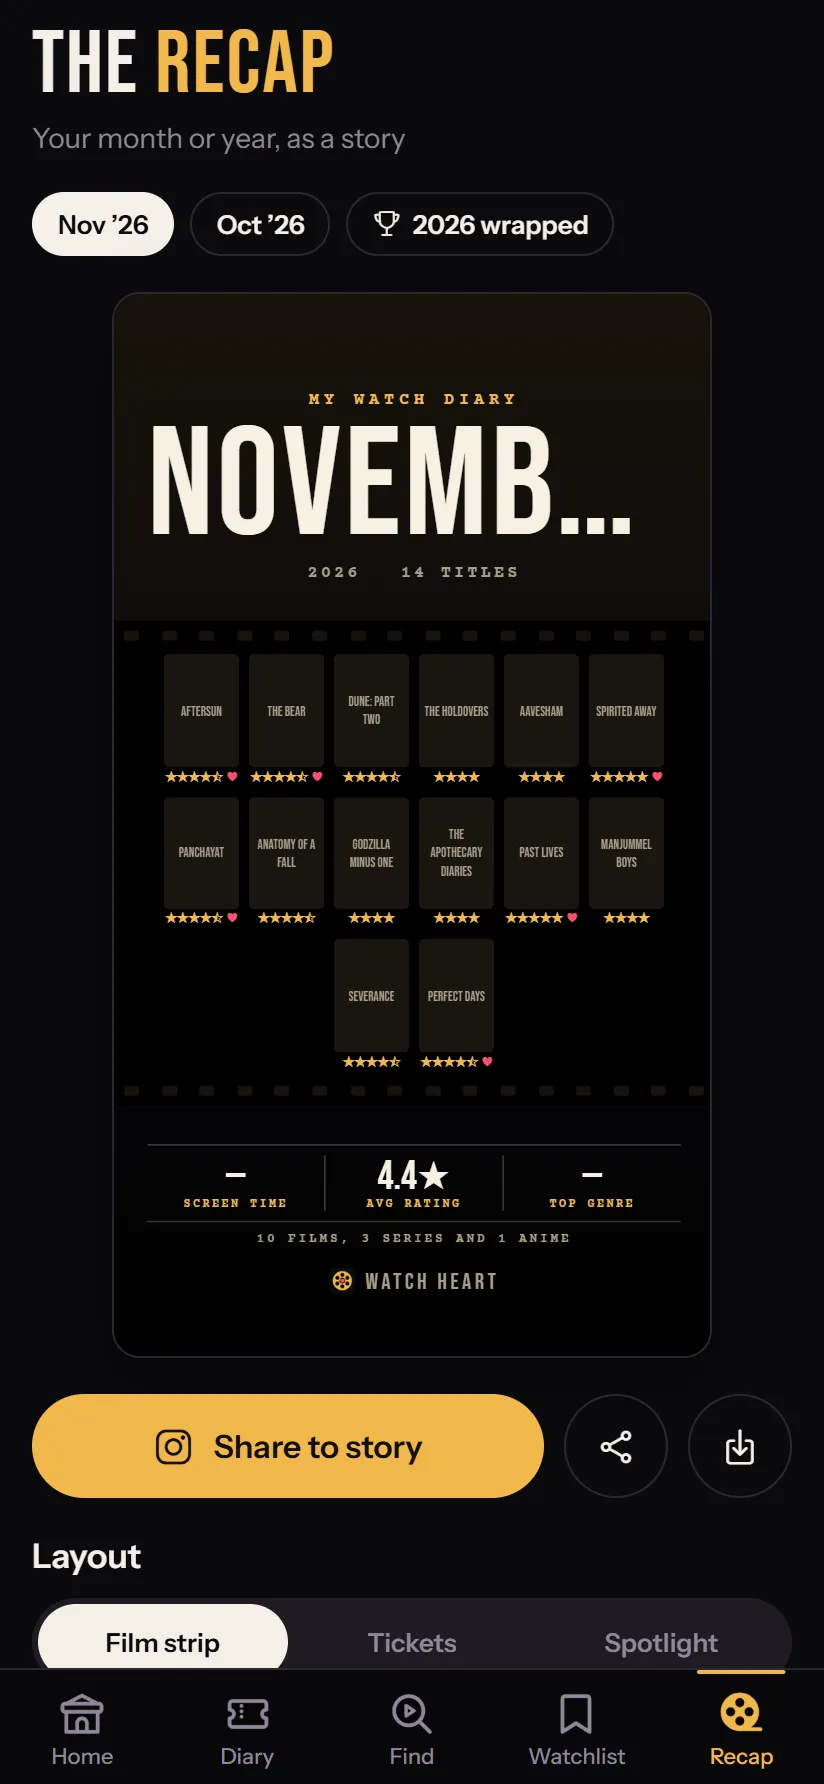 THE RECAP
Your month or year, as a story
Nov ’26
Oct ’26
2026 wrapped
MY WATCH DIARY
NOVEMB...
2026 14 TITLES
AFTERSUN
THE BEAR
DUNE: PART
TWO
THE HOLDOVERS
AAVESHAM
SPIRITED AWAY
★★★★⯨ ♥
★★★★⯨ ♥
★★★★⯨
★★★★
★★★★
★★★★★ ♥
PANCHAYAT
ANATOMY OF A
FALL
GODZILLA
MINUS ONE
THE
APOTHECARY
DIARIES
PAST LIVES
MANJUMMEL
BOYS
★★★★⯨ ♥
★★★★⯨
★★★★
★★★★
★★★★★ ♥
★★★★
SEVERANCE
PERFECT DAYS
★★★★⯨
★★★★⯨ ♥
–
SCREEN TIME
4.4★
AVG RATING
–
TOP GENRE
10 FILMS, 3 SERIES AND 1 ANIME
WATCH HEART
Share to story
Layout
Film strip
Tickets
Spotlight
Home
Diary
Find
Watchlist
Recap